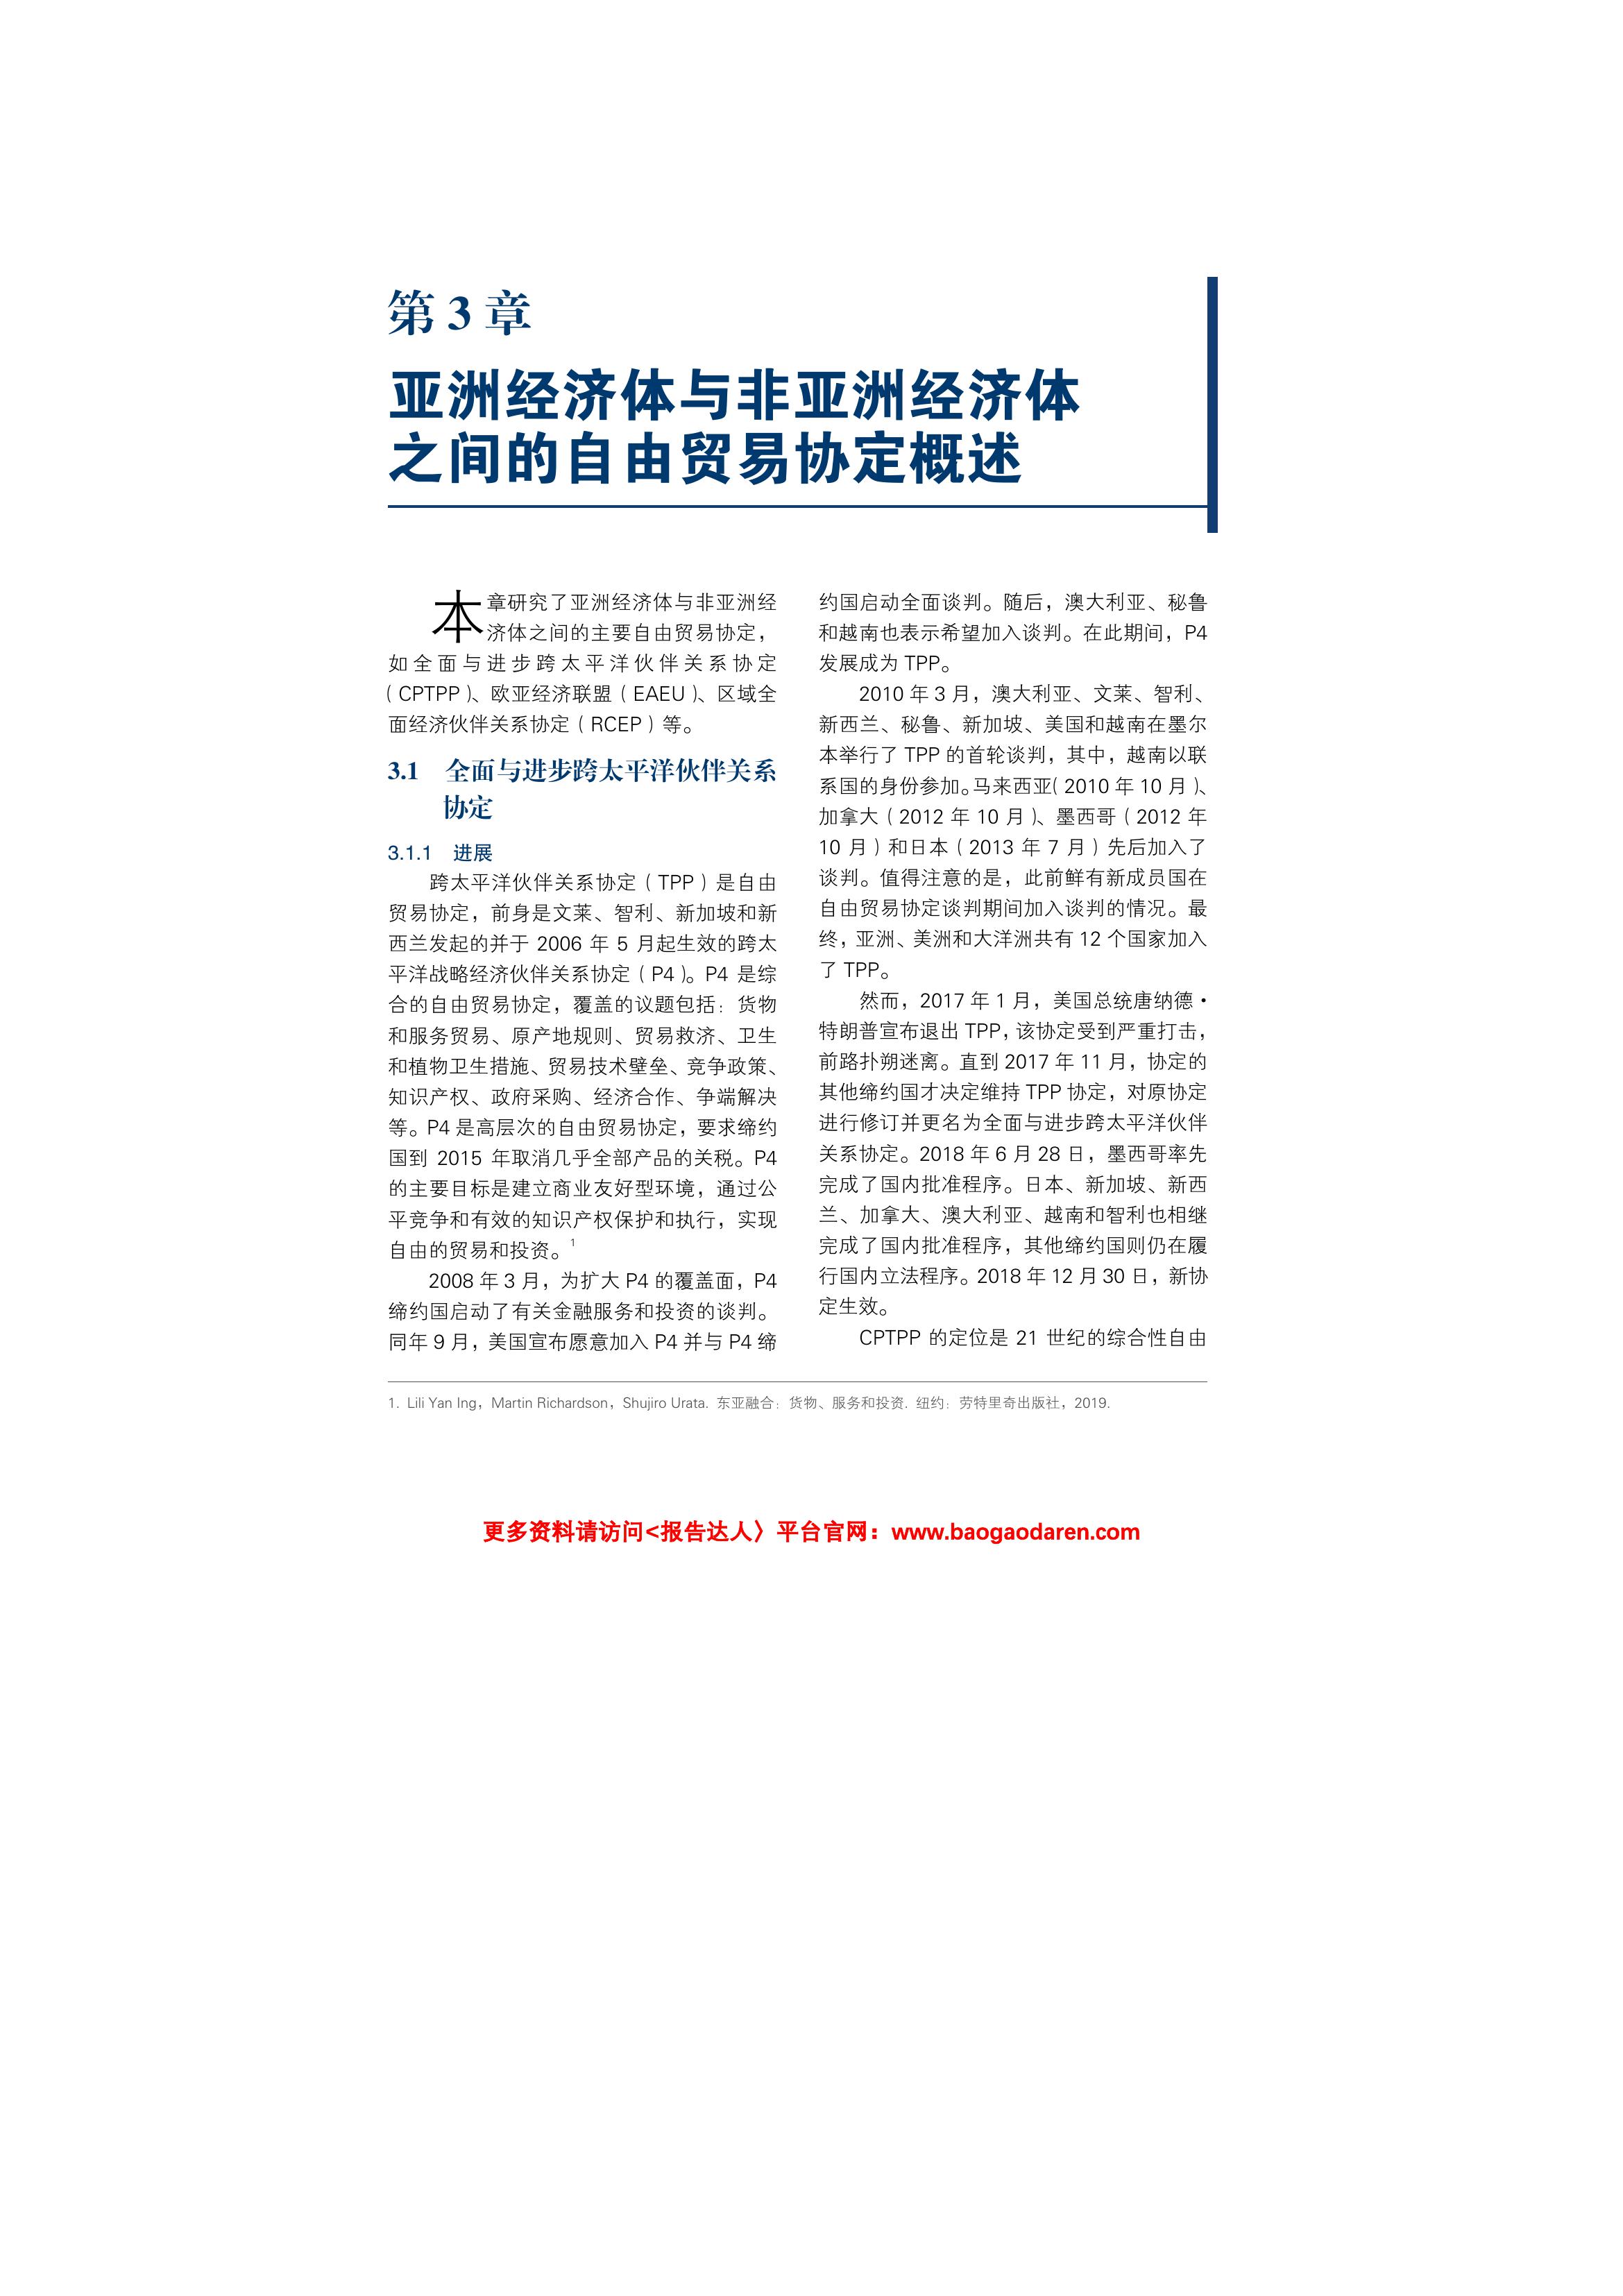 第 3 章
亚洲经济体与非亚洲经济体
之间的自由贸易协定概述
本章研究了亚洲经济体与非亚洲经
济体之间的主要自由贸易协定，
如全面与进步跨太平洋伙伴关系协定
（CPTPP）、欧亚经济联盟（EAEU）、区域全
面经济伙伴关系协定（RCEP）等。
3.1 全面与进步跨太平洋伙伴关系
协定
3.1.1 进展
跨太平洋伙伴关系协定（TPP）是自由
贸易协定，前身是文莱、智利、新加坡和新
西兰发起的并于 2006 年 5 月起生效的跨太
平洋战略经济伙伴关系协定（P4）。P4 是综
合的自由贸易协定，覆盖的议题包括：货物
和服务贸易、原产地规则、贸易救济、卫生
和植物卫生措施、贸易技术壁垒、竞争政策、
知识产权、政府采购、经济合作、争端解决
等。P4 是高层次的自由贸易协定，要求缔约
国到 2015 年取消几乎全部产品的关税。P4
的主要目标是建立商业友好型环境，通过公
平竞争和有效的知识产权保护和执行，实现
自由的贸易和投资。1
2008 年 3 月，为扩大 P4 的覆盖面，P4
缔约国启动了有关金融服务和投资的谈判。
同年 9 月，美国宣布愿意加入 P4 并与 P4 缔
约国启动全面谈判。随后，澳大利亚、秘鲁
和越南也表示希望加入谈判。在此期间，P4
发展成为 TPP。
2010 年 3 月，澳大利亚、文莱、智利、
新西兰、秘鲁、新加坡、美国和越南在墨尔
本举行了 TPP 的首轮谈判，其中，越南以联
系国的身份参加。马来西亚（2010 年 10 月）、
加拿大（2012 年 10 月）、墨西哥（2012 年
10 月）和日本（2013 年 7 月）先后加入了
谈判。值得注意的是，此前鲜有新成员国在
自由贸易协定谈判期间加入谈判的情况。最
终，亚洲、美洲和大洋洲共有 12 个国家加入
了 TPP。
然而，2017 年 1 月，美国总统唐纳德·
特朗普宣布退出 TPP，该协定受到严重打击，
前路扑朔迷离。直到 2017 年 11 月，协定的
其他缔约国才决定维持 TPP 协定，对原协定
进行修订并更名为全面与进步跨太平洋伙伴
关系协定。2018 年 6 月 28 日，墨西哥率先
完成了国内批准程序。日本、新加坡、新西
兰、加拿大、澳大利亚、越南和智利也相继
完成了国内批准程序，其他缔约国则仍在履
行国内立法程序。2018 年 12 月 30 日，新协
定生效。
CPTPP 的定位是 21 世纪的综合性自由
1. Lili Yan Ing，Martin Richardson，Shujiro Urata. 东亚融合：货物、服务和投资. 纽约：劳特里奇出版社，2019.
更多资料请访问<报告达人〉平台官网：www.baogaodaren.com